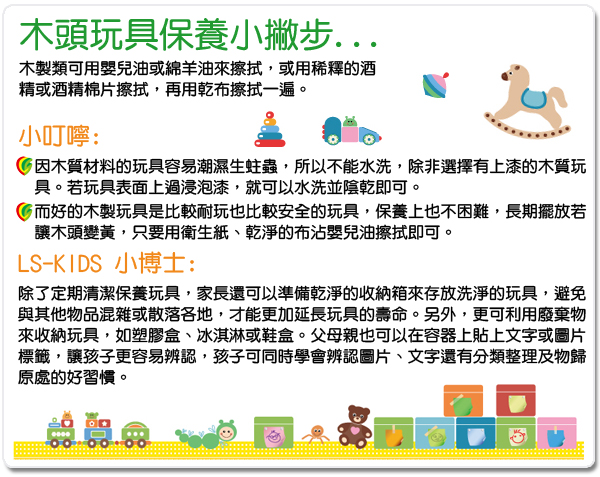 木頭玩具保養小撇步...
木製類可用嬰兒油或綿羊油來擦拭，或用稀釋的酒
精或酒精棉片擦拭，再用乾布擦拭一遍。
小叮嚀:
因木質材料的玩具容易潮濕生蛀蟲，所以不能水洗，除非選擇有上漆的木質玩
具。若玩具表面上過浸泡漆，就可以水洗並陰乾即可。
而好的木製玩具是比較耐玩也比較安全的玩具，保養上也不困難，長期擺放若
讓木頭變黃，只要用衛生紙、乾淨的布沾嬰兒油擦拭即可。
LS-KIDS 小博士:
除了定期清潔保養玩具，家長還可以準備乾淨的收納箱來存放洗淨的玩具，避免
與其他物品混雜或散落各地，才能更加延長玩具的壽命。另外，更可利用廢棄物
來收納玩具，如塑膠盒、冰淇淋或鞋盒。父母親也可以在容器上貼上文字或圖片
標籤，讓孩子更容易辨認，孩子可同時學會辨認圖片、文字還有分類整理及物歸
原處的好習慣。